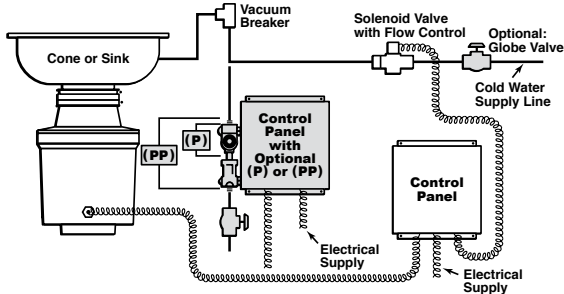 Vacuum
Breaker
Solenoid Valve
with Flow Control
Optional:
Globe Valve
Cone or Sink
Cold Water
Supply Line
(P)
(PP)
Control
Panel
with
Optional
(P) or (PP)
Control
Panel
Electrical
Supply
Electrical
Supply